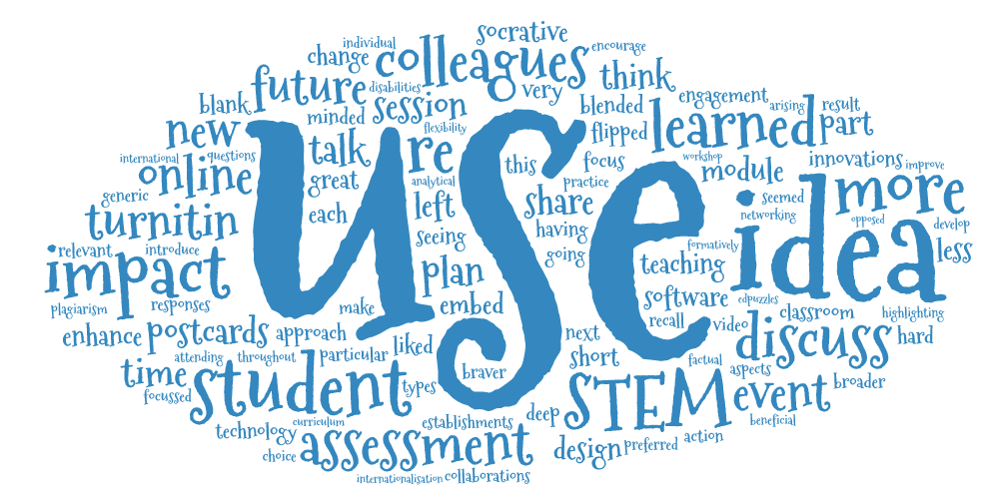 socrative
individual
change
colleagues
encourage
future
disabilities
think
very
blank
minded
session
blended
engagement
arising
result
new
talk
flexibility
flipped
learned
part
use
re
international
questions
this
focus
workshop
innovations
improve
online
great
analytical
practice
module
more
generic
seemed
idea
turnitin
each
left
share
networking
opposed
develop
seeing
having
relevant
introduce
formatively
less
impact
plan
going
teaching
plagiarism
responses
make
embed
software
edpuzzles
classroom
highlighting
enhance
postcards
approach
next
recall
video
discuss
hard
attending
throughout
particular
liked
short
factual
time
braver
aspects
focussed
student
types
STEM
event
broader
curriculum
establishments
deep
beneficial
technology
assessment
design
preferred
action
choice
internationalisation
collaborations